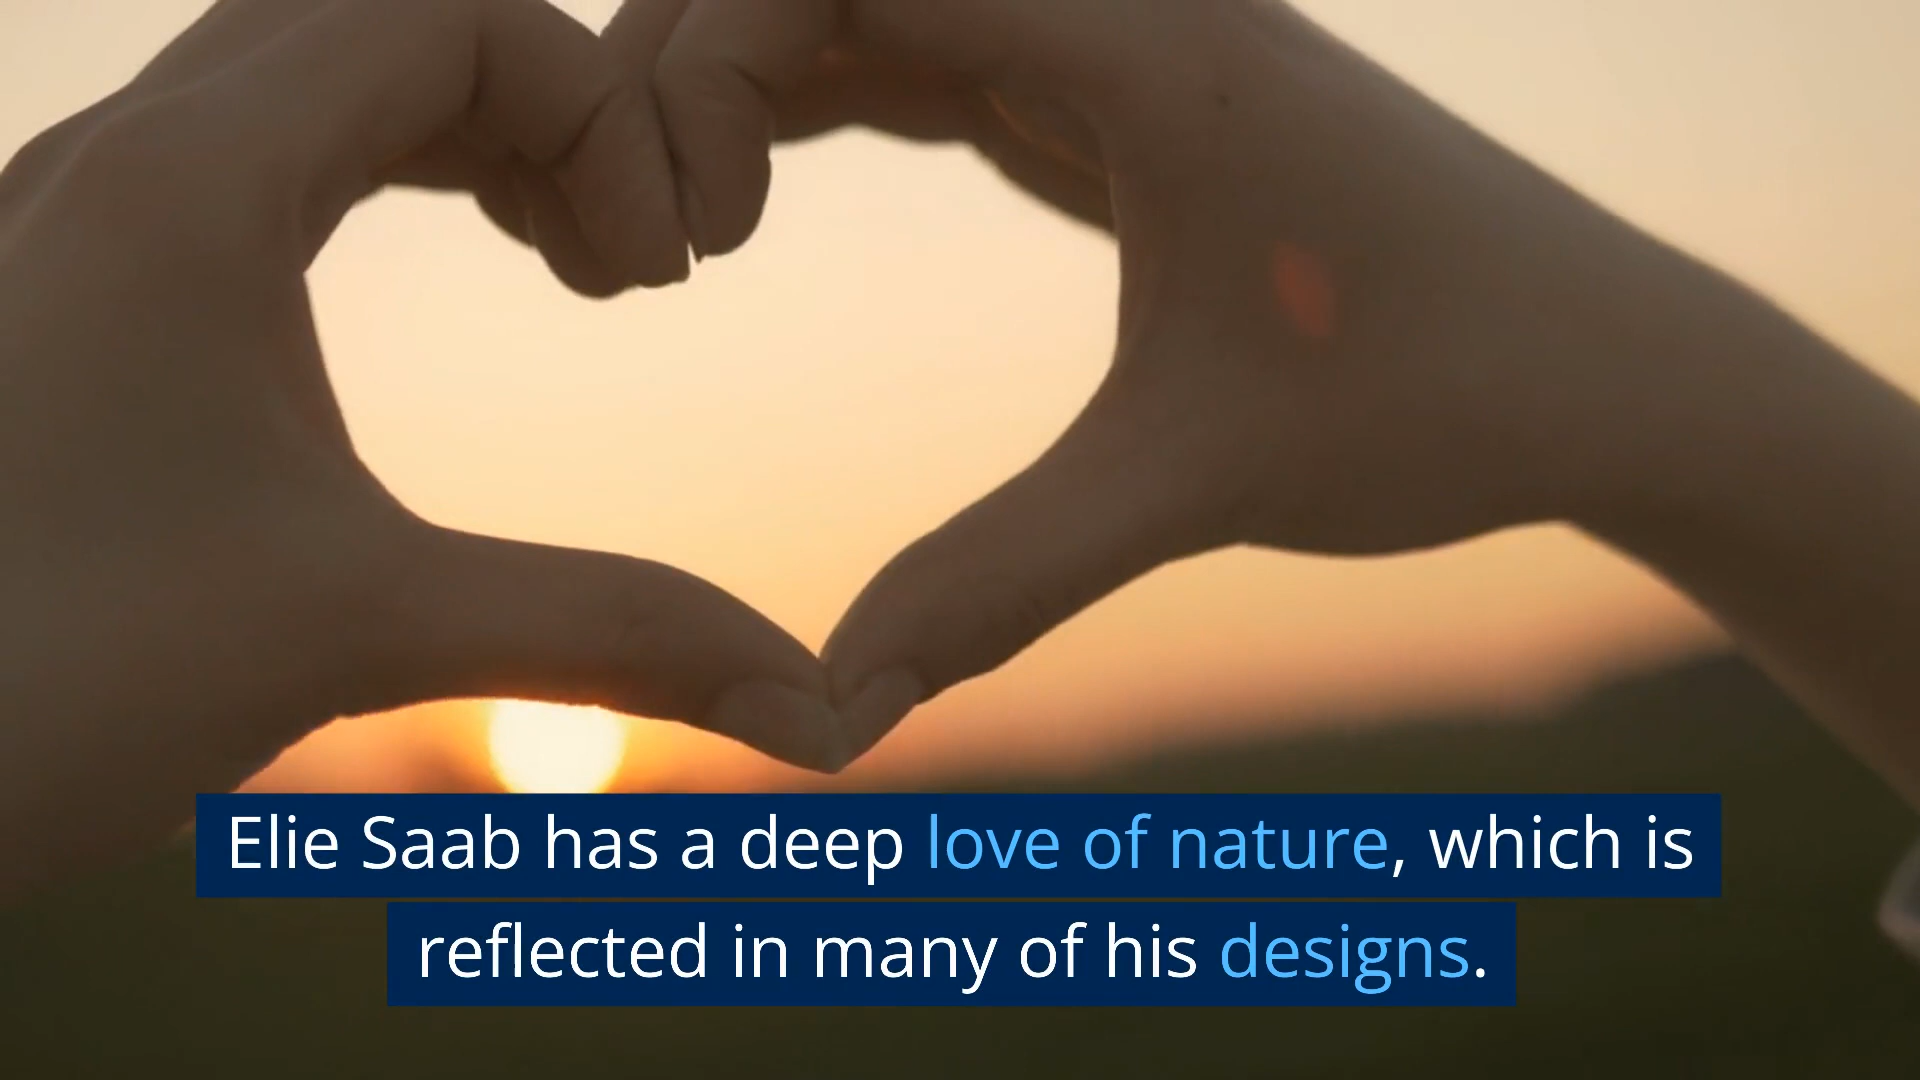 Elie Saab has a deep love of nature, which is
reflected in many of his designs.